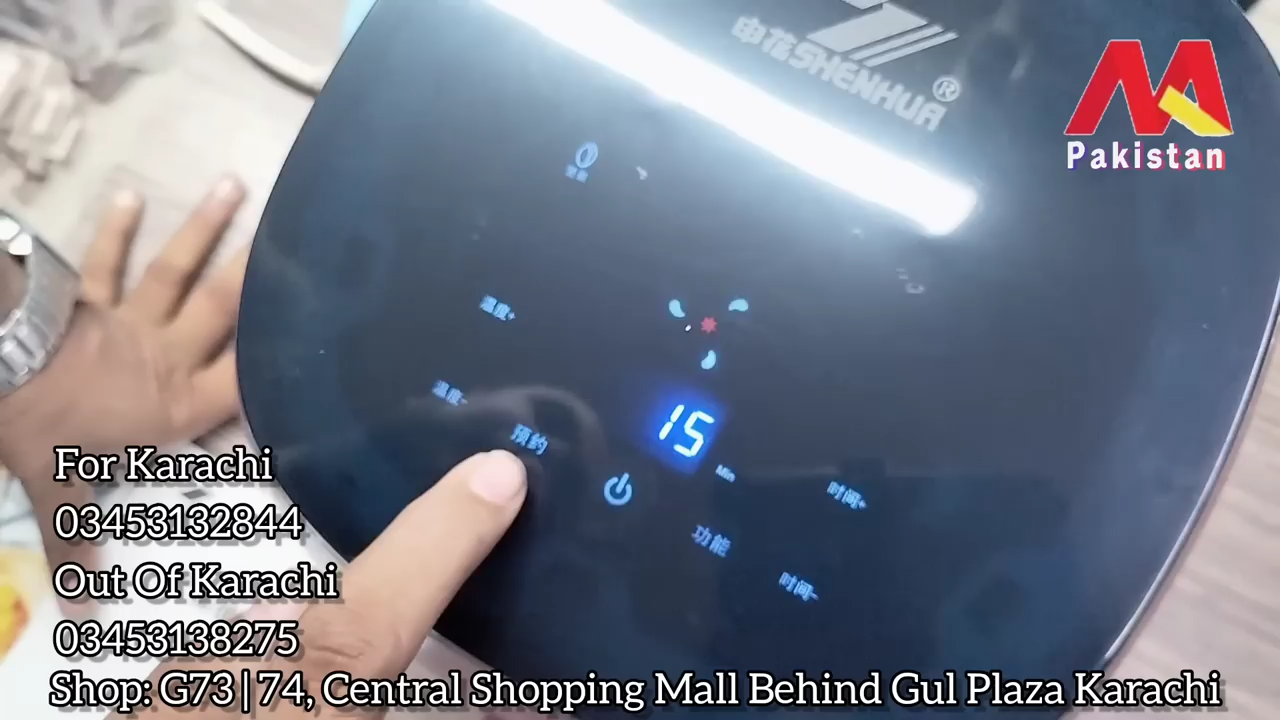 申花SHENHUA®
Pakistan
温度+
温度-
预约
15
Min
时间+
功能
时间-
For Karachi
03453132844
Out Of Karachi
03453138275
Shop: G73|74, Central Shopping Mall Behind Gul Plaza Karachi